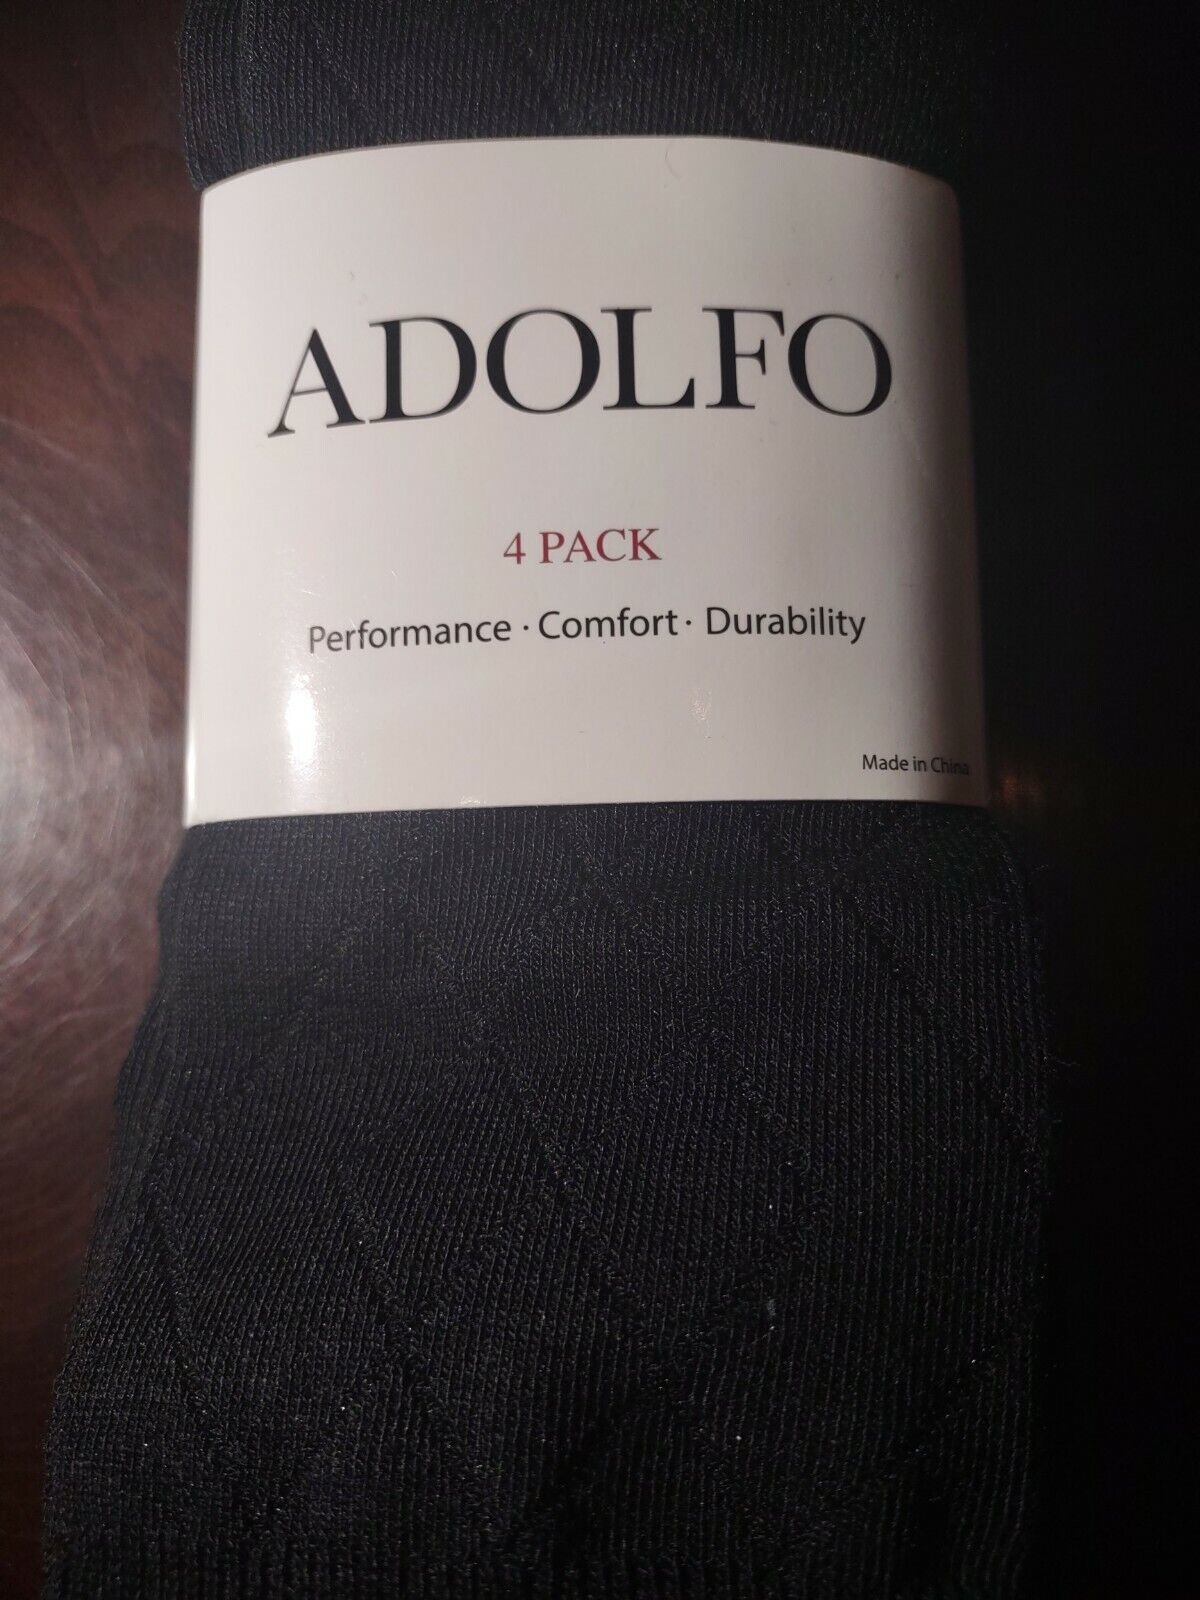 ADOLFO
4 PACK
Performance · Comfort · Durability
Made in China